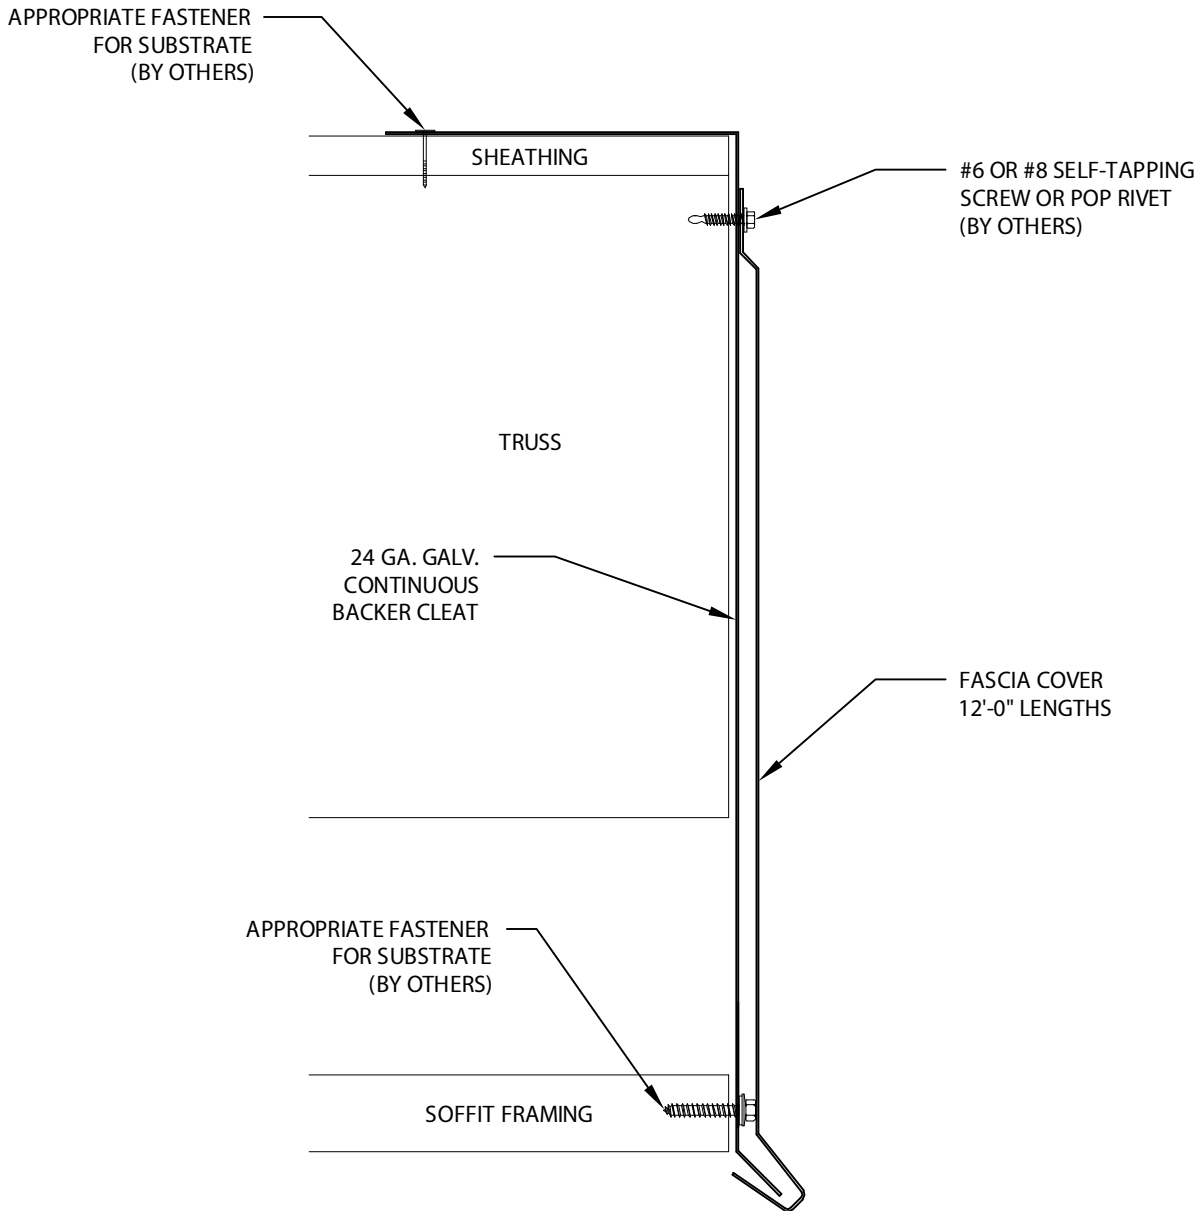 APPROPRIATE FASTENER
FOR SUBSTRATE
(BY OTHERS)
SHEATHING
#6 OR #8 SELF-TAPPING
SCREW OR POP RIVET
(BY OTHERS)
TRUSS
24 GA. GALV.
CONTINUOUS
BACKER CLEAT
FASCIA COVER
12'-0" LENGTHS
APPROPRIATE FASTENER
FOR SUBSTRATE
(BY OTHERS)
SOFFIT FRAMING